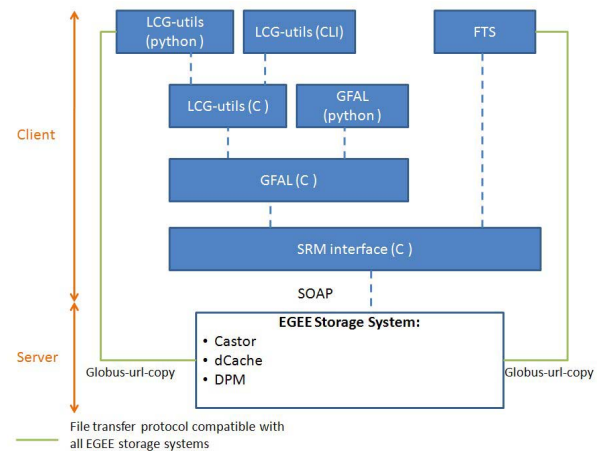 LCG-utils
(python)
LCG-utils (CLI)
FTS
LCG-utils (C )
GFAL
(python )
Client
GFAL (C )
SRM interface (C )
SOAP
EGEE Storage System:
• Castor
• dCache
• DPM
Server
Globus-url-copy
Globus-url-copy
File transfer protocol compatible with
all EGEE storage systems